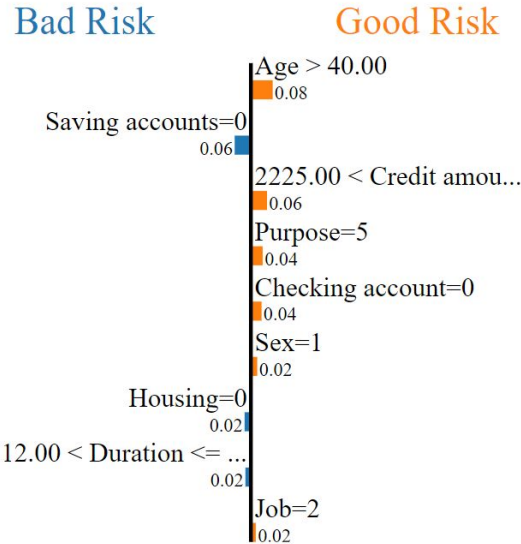 Bad Risk Good Risk
Age > 40.00
0.08
Saving accounts=0
0.06
2225.00 < Credit amou...
0.06
Purpose=5
0.04
Checking account=0
0.04
Sex=1
0.02
Housing=0
0.02
12.00 < Duration <= ...
0.02
Job=2
0.02